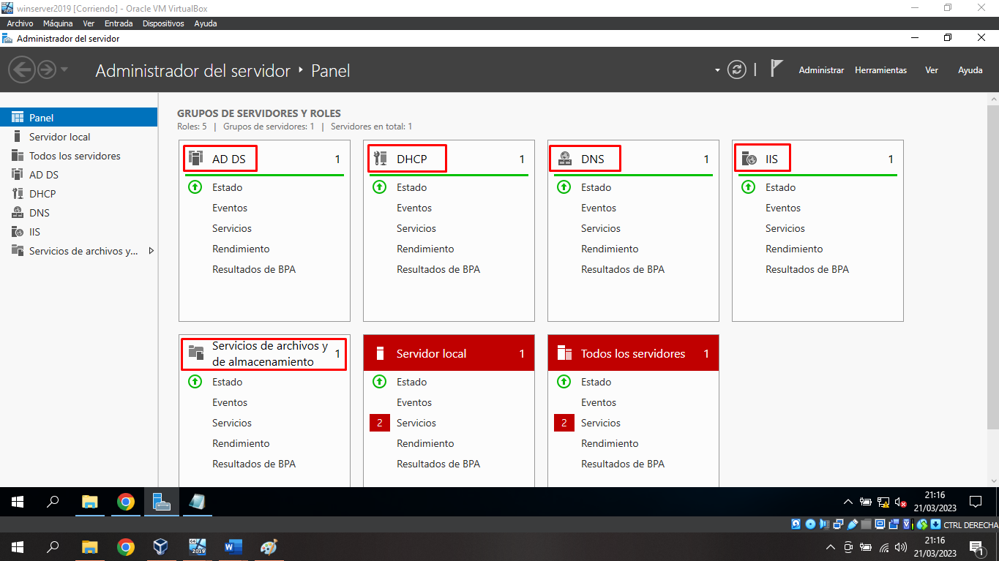 winserver2019 [Corriendo] - Oracle VM VirtualBox
Archivo Máquina Ver Entrada Dispositivos Ayuda
Administrador del servidor
Administrador del servidor Panel
Administrar Herramientas Ver Ayuda
Panel
Servidor local
Todos los servidores
AD DS
DHCP
DNS
IIS
Servicios de archivos y...
GRUPOS DE SERVIDORES Y ROLES
Roles: 5 | Grupos de servidores: 1 | Servidores en total: 1
AD DS 1
Estado
Eventos
Servicios
Rendimiento
Resultados de BPA
DHCP 1
Estado
Eventos
Servicios
Rendimiento
Resultados de BPA
DNS 1
Estado
Eventos
Servicios
Rendimiento
Resultados de BPA
IIS 1
Estado
Eventos
Servicios
Rendimiento
Resultados de BPA
Servicios de archivos y
de almacenamiento 1
Estado
Eventos
Servicios
Rendimiento
Resultados de BPA
Servidor local 1
Estado
Eventos
2 Servicios
Rendimiento
Resultados de BPA
Todos los servidores 1
Estado
Eventos
2 Servicios
Rendimiento
Resultados de BPA
21:16
21/03/2023
CTRL DERECHA
2019
21:16
21/03/2023
1